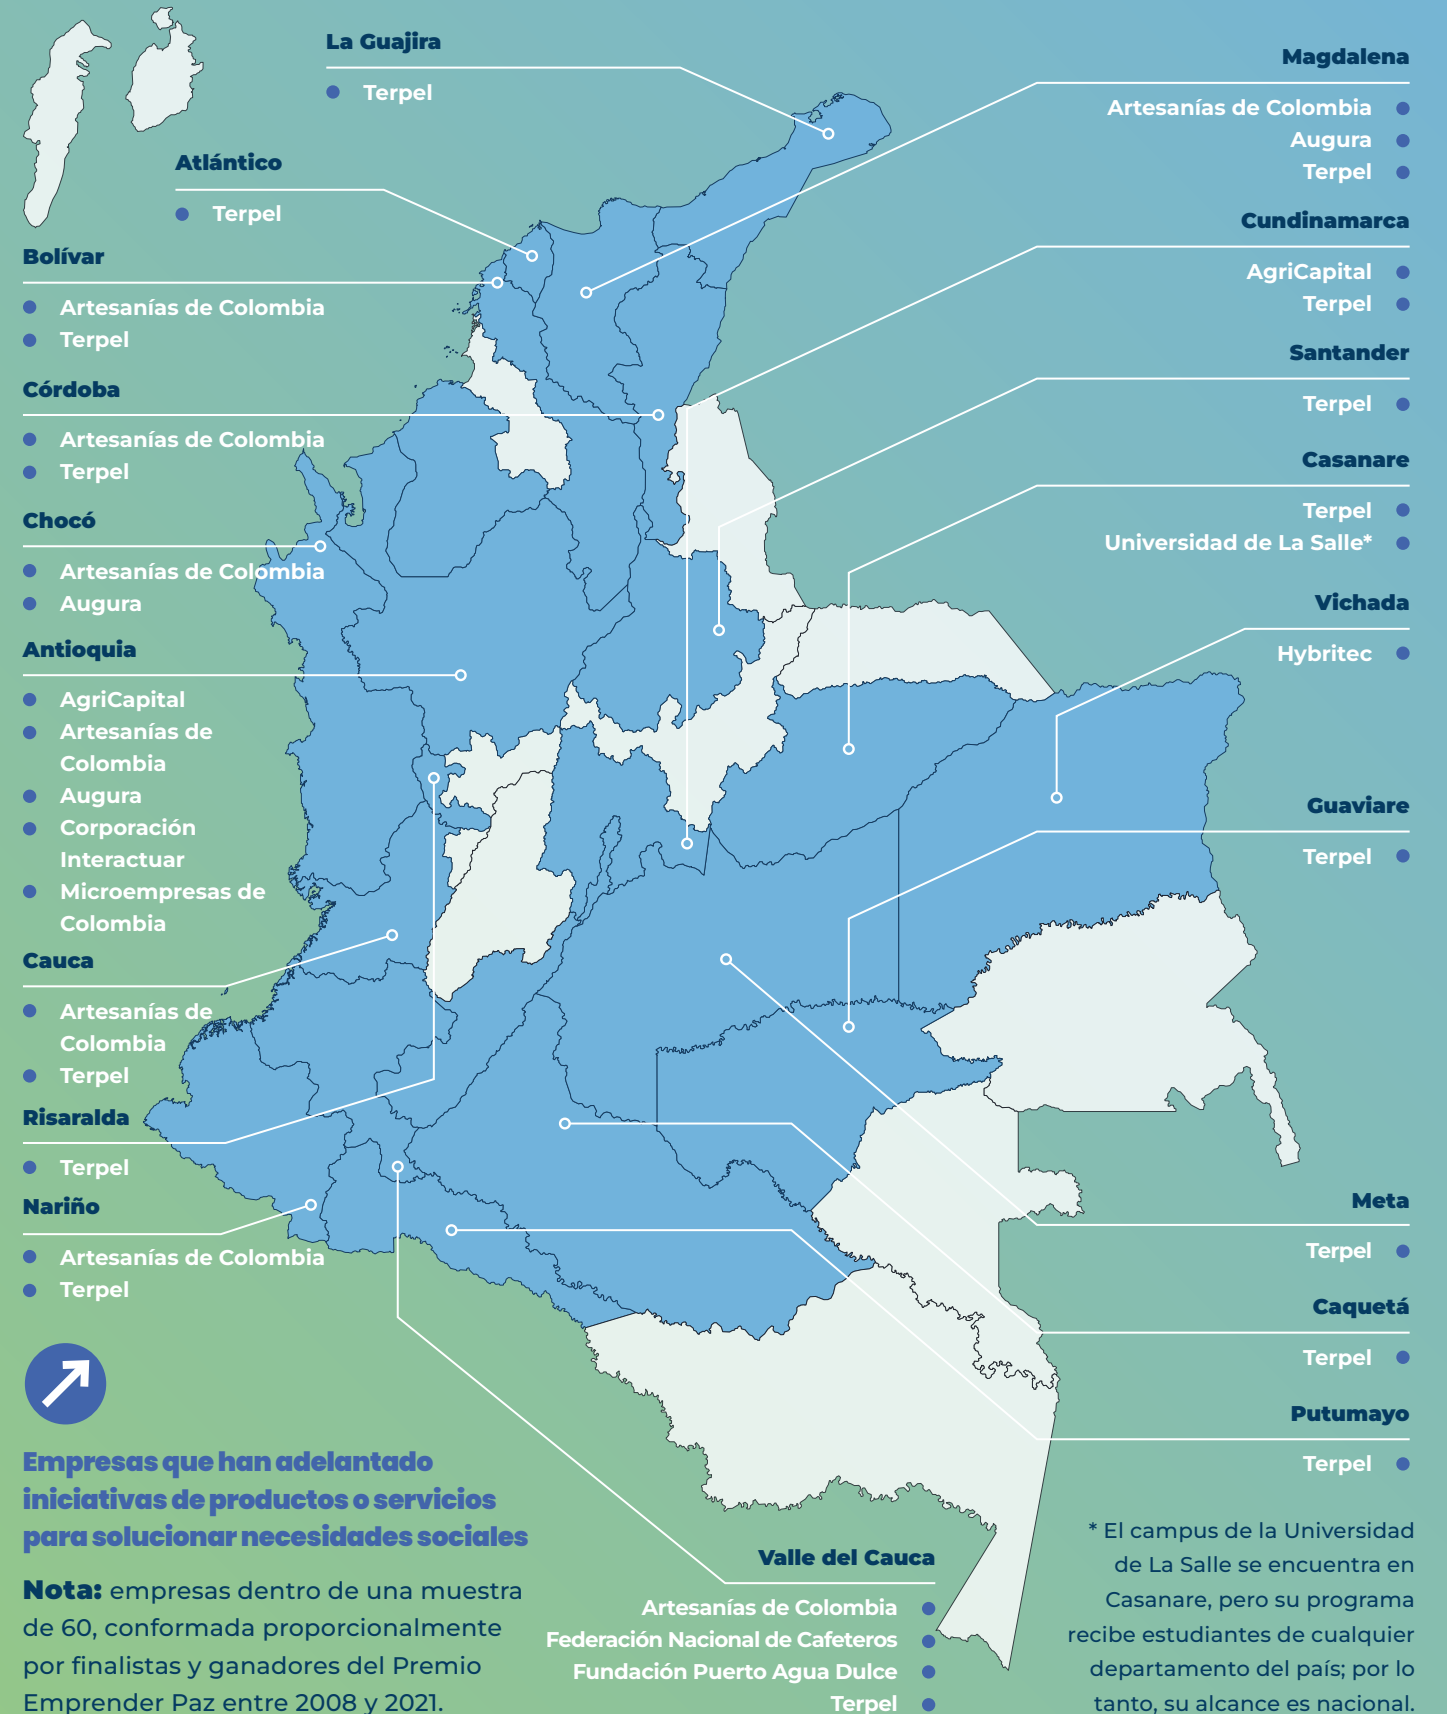 La Guajira
Terpel
Atlántico
Terpel
Bolívar
Artesanías de Colombia
Terpel
Córdoba
Artesanías de Colombia
Terpel
Chocó
Artesanías de Colombia
Augura
Antioquia
AgriCapital
Artesanías de
Colombia
Augura
Corporación
Interactuar
Microempresas de
Colombia
Cauca
Artesanías de
Colombia
Terpel
Risaralda
Terpel
Nariño
Artesanías de Colombia
Terpel
Magdalena
Artesanías de Colombia
Augura
Terpel
Cundinamarca
AgriCapital
Terpel
Santander
Terpel
Casanare
Terpel
Universidad de La Salle*
Vichada
Hybritec
Guaviare
Terpel
Meta
Terpel
Caquetá
Terpel
Putumayo
Terpel
Valle del Cauca
Artesanías de Colombia
Federación Nacional de Cafeteros
Fundación Puerto Agua Dulce
Terpel
Empresas que han adelantado
iniciativas de productos o servicios
para solucionar necesidades sociales
Nota: empresas dentro de una muestra
de 60, conformada proporcionalmente
por finalistas y ganadores del Premio
Emprender Paz entre 2008 y 2021.
* El campus de la Universidad
de La Salle se encuentra en
Casanare, pero su programa
recibe estudiantes de cualquier
departamento del país; por lo
tanto, su alcance es nacional.